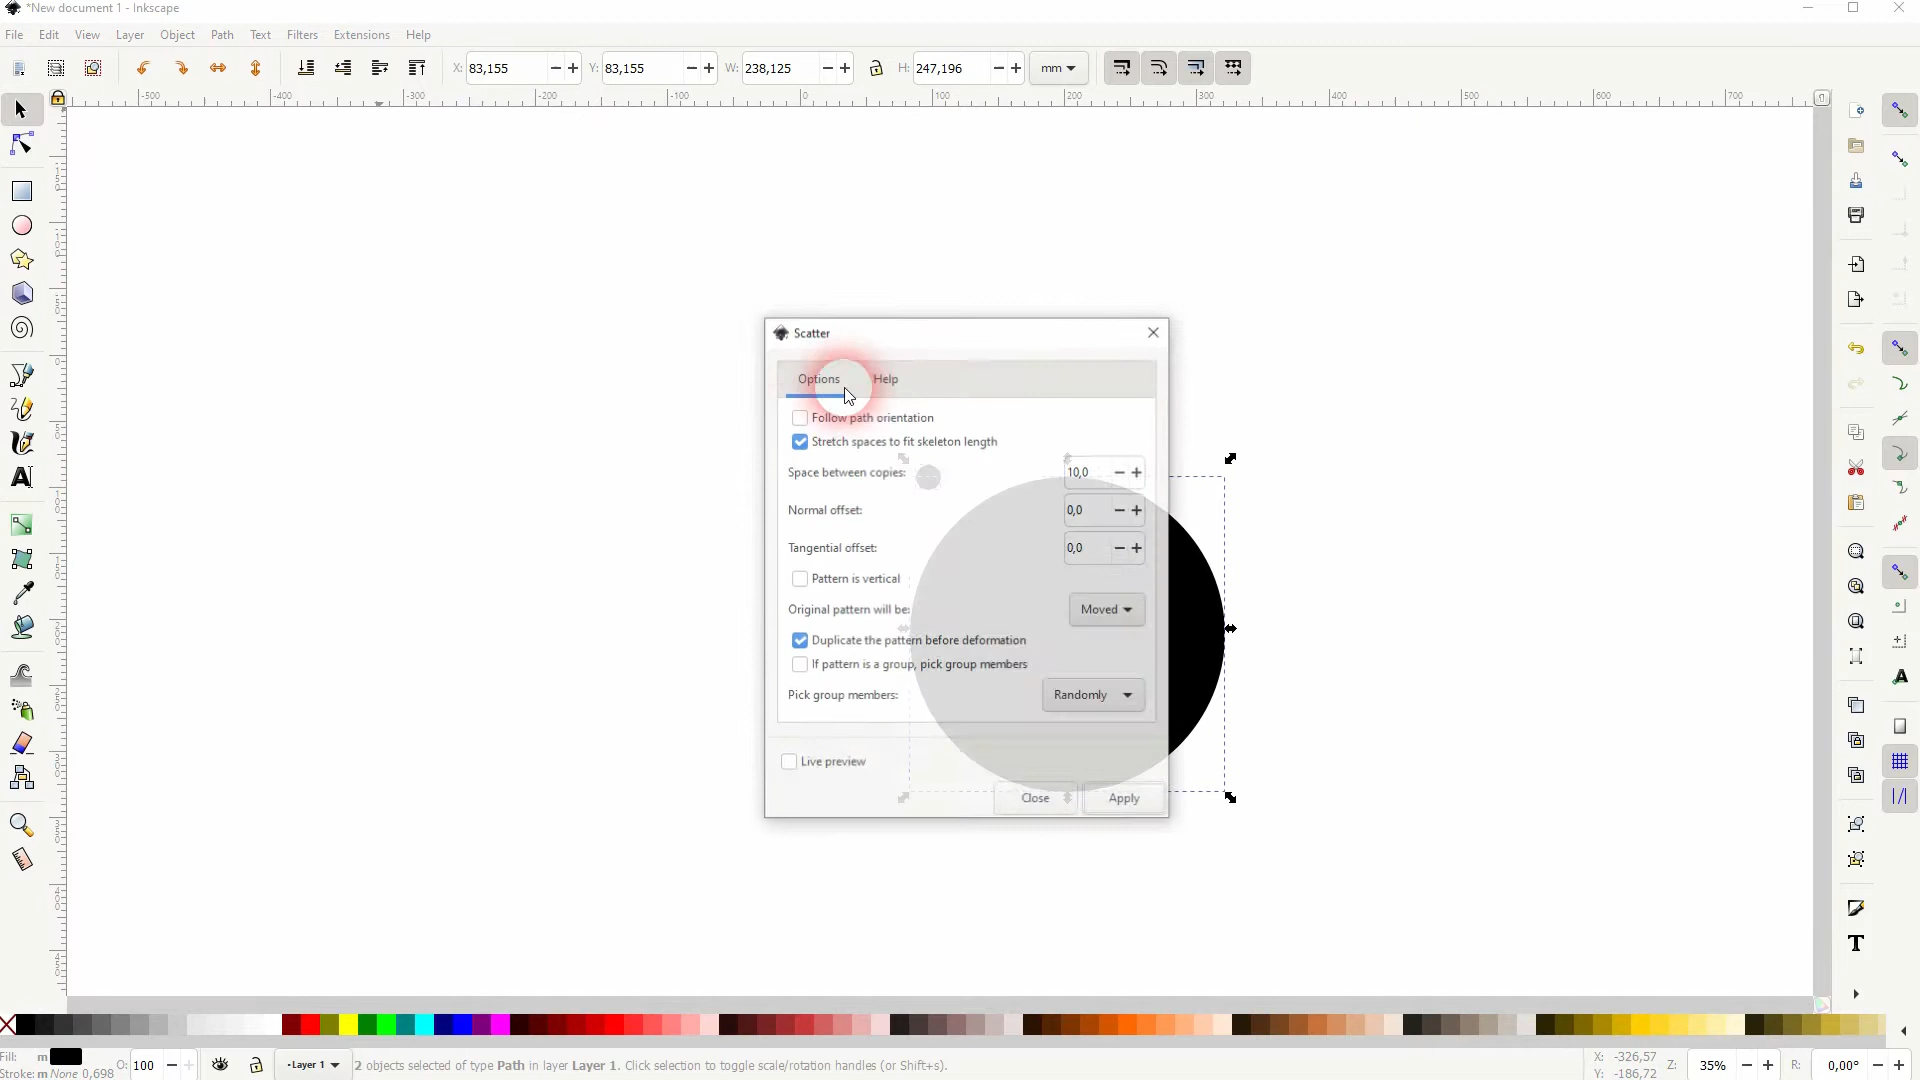 *New document 1 - Inkscape
File Edit View Layer Object Path Text Filters Extensions Help
X: 83,155 Y: 83,155 W: 238,125 H: 247,196 mm
-500 -400 -300 -200 -100 0 100 200 300 400 500 600 700
Scatter
Options Help
Follow path orientation
Stretch spaces to fit skeleton length
Space between copies: 10,0
Normal offset: 0,0
Tangential offset: 0,0
Pattern is vertical
Original pattern will be: Moved
Duplicate the pattern before deformation
If pattern is a group, pick group members
Pick group members: Randomly
Live preview
Close Apply
Fill: m O: 100 Layer 1 2 objects selected of type Path in layer Layer 1. Click selection to toggle scale/rotation handles (or Shift+s). X: -326,57 Z: 35% R: 0,00°
Stroke: m None 0,698 Y: -186,72